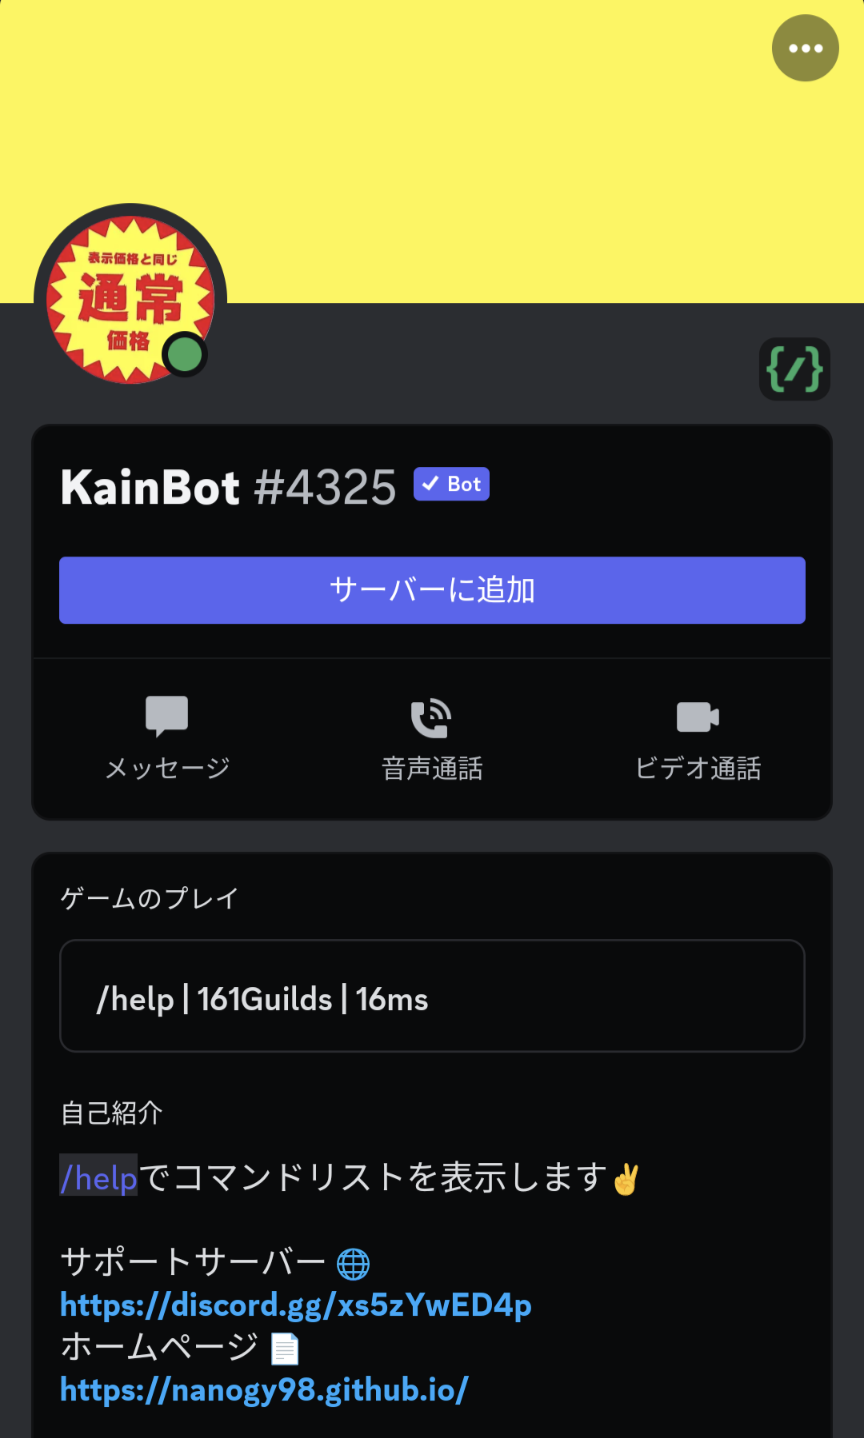 表示価格と同じ
通常
価格
{/}
KainBot #4325 ✓ Bot
サーバーに追加
メッセージ 音声通話 ビデオ通話
ゲームのプレイ
/help | 161Guilds | 16ms
自己紹介
/helpでコマンドリストを表示します✌️
サポートサーバー 🌐
https://discord.gg/xs5zYwED4p
ホームページ 📄
https://nanogy98.github.io/